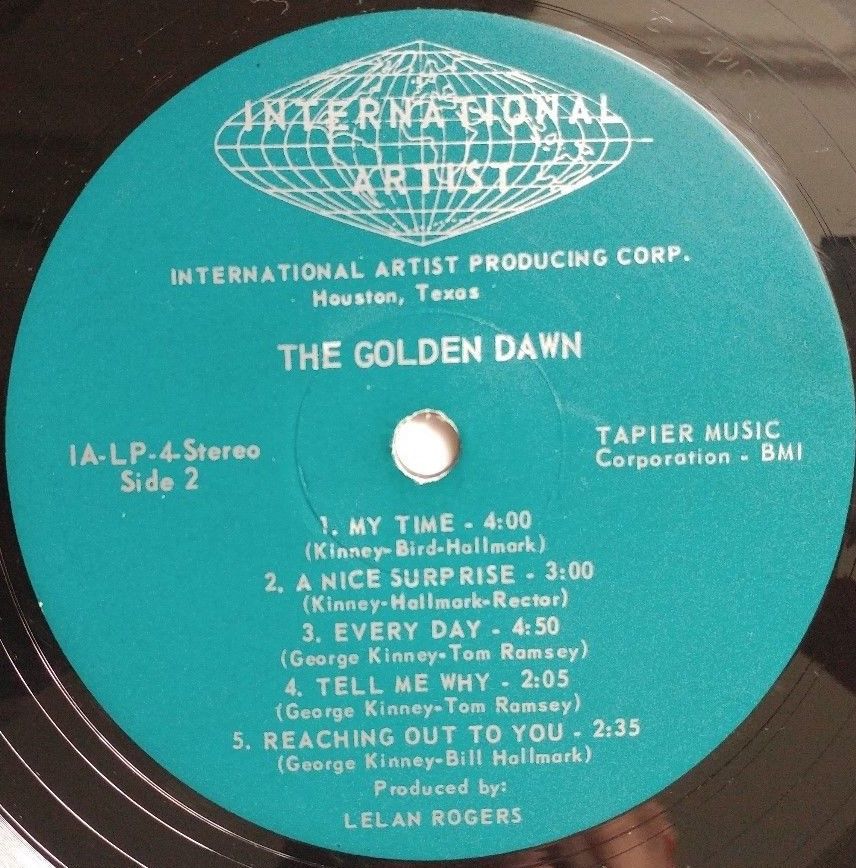 INTERNATIONAL
ARTIST
INTERNATIONAL ARTIST PRODUCING CORP.
Houston, Texas
THE GOLDEN DAWN
IA-LP-4-Stereo
Side 2
TAPIER MUSIC
Corporation - BMI
1. MY TIME - 4:00
(Kinney-Bird-Hallmark)
2. A NICE SURPRISE - 3:00
(Kinney-Hallmark-Rector)
3. EVERY DAY - 4:50
(George Kinney-Tom Ramsey)
4. TELL ME WHY - 2:05
(George Kinney-Tom Ramsey)
5. REACHING OUT TO YOU - 2:35
(George Kinney-Bill Hallmark)
Produced by:
LELAN ROGERS